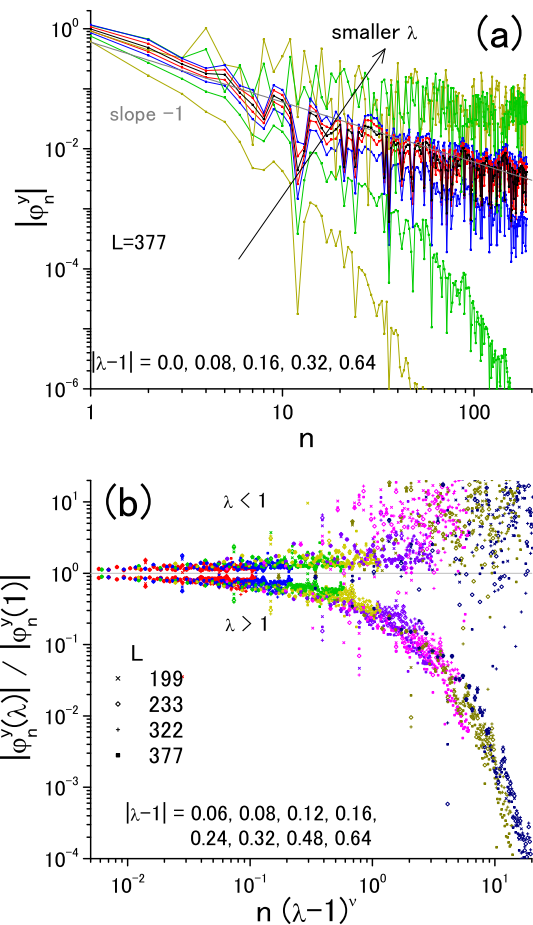 (a)
smaller λ
slope −1
L=377
|λ−1| = 0.0, 0.08, 0.16, 0.32, 0.64
|φₙʸ|
10⁰
10⁻²
10⁻⁴
10⁻⁶
1
10
100
n
(b)
λ < 1
λ > 1
L
× 199
◇ 233
+ 322
■ 377
|λ−1| = 0.06, 0.08, 0.12, 0.16,
0.24, 0.32, 0.48, 0.64
|φₙʸ(λ)| / |φₙʸ(1)|
10¹
10⁰
10⁻¹
10⁻²
10⁻³
10⁻⁴
10⁻²
10⁻¹
10⁰
10¹
n (λ−1)ᵛ